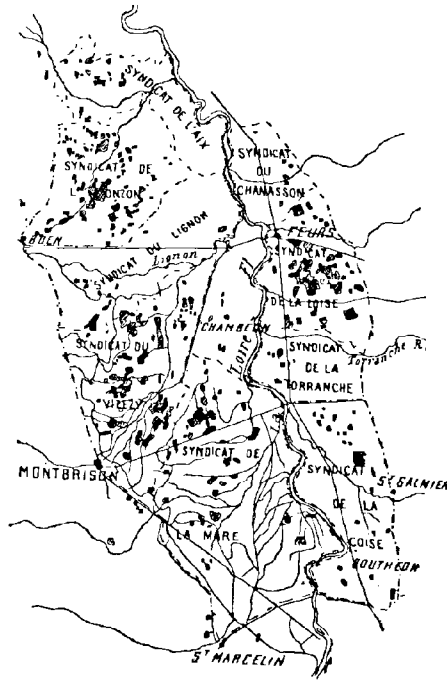 SYNDICAT
DE L'AIX
SYNDICAT
DU
CHANASSON
SYNDICAT DE
BOEN
SYNDICAT DU LIGNON
Lignon
FEURS
SYNDICAT
DE LA LOISE
Fl.
Loire
CHAMBEON
SYNDICAT DU
VIZEZY
SYNDICAT
DE LA
TORRANCHE
Torranche R.
MONTBRISON
SYNDICAT DE
LA MARE
SYNDICAT
DE LA
COISE
ST GALMIER
BOUTHEON
ST MARCELIN